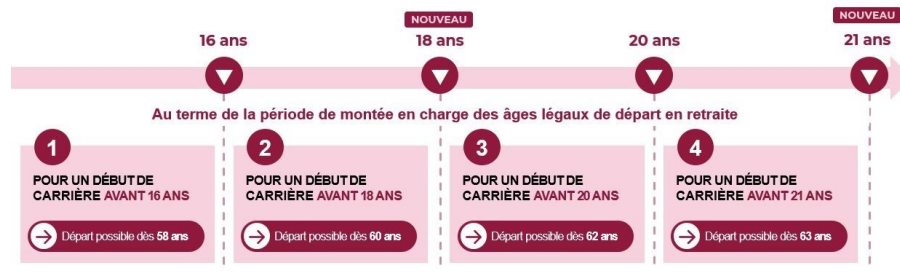 NOUVEAU
NOUVEAU
16 ans
18 ans
20 ans
21 ans
Au terme de la période de montée en charge des âges légaux de départ en retraite
1
POUR UN DÉBUT DE
CARRIÈRE AVANT 16 ANS
Départ possible dès 58 ans
2
POUR UN DÉBUT DE
CARRIÈRE AVANT 18 ANS
Départ possible dès 60 ans
3
POUR UN DÉBUT DE
CARRIÈRE AVANT 20 ANS
Départ possible dès 62 ans
4
POUR UN DÉBUT DE
CARRIÈRE AVANT 21 ANS
Départ possible dès 63 ans